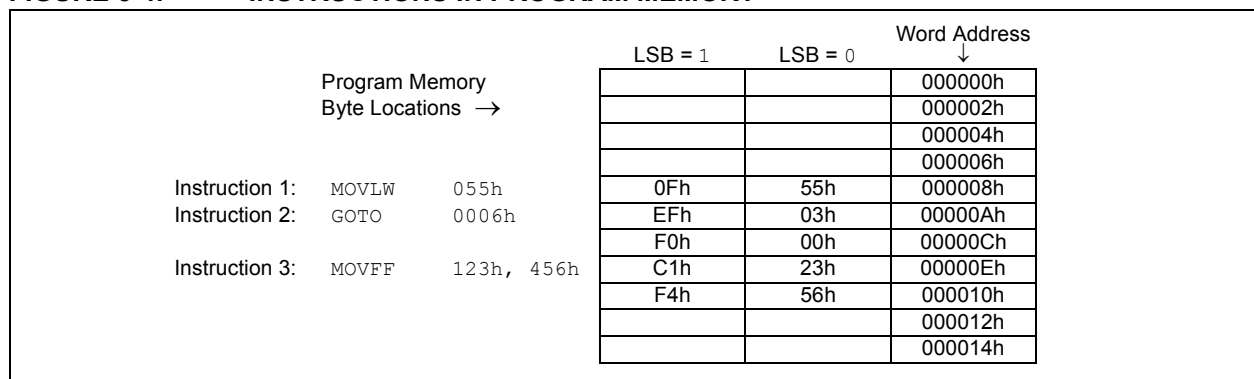 Word Address
LSB = 1 LSB = 0 ↓
Program Memory 000000h
Byte Locations → 000002h
000004h
000006h
Instruction 1: MOVLW 055h 0Fh 55h 000008h
Instruction 2: GOTO 0006h EFh 03h 00000Ah
F0h 00h 00000Ch
Instruction 3: MOVFF 123h, 456h C1h 23h 00000Eh
F4h 56h 000010h
000012h
000014h